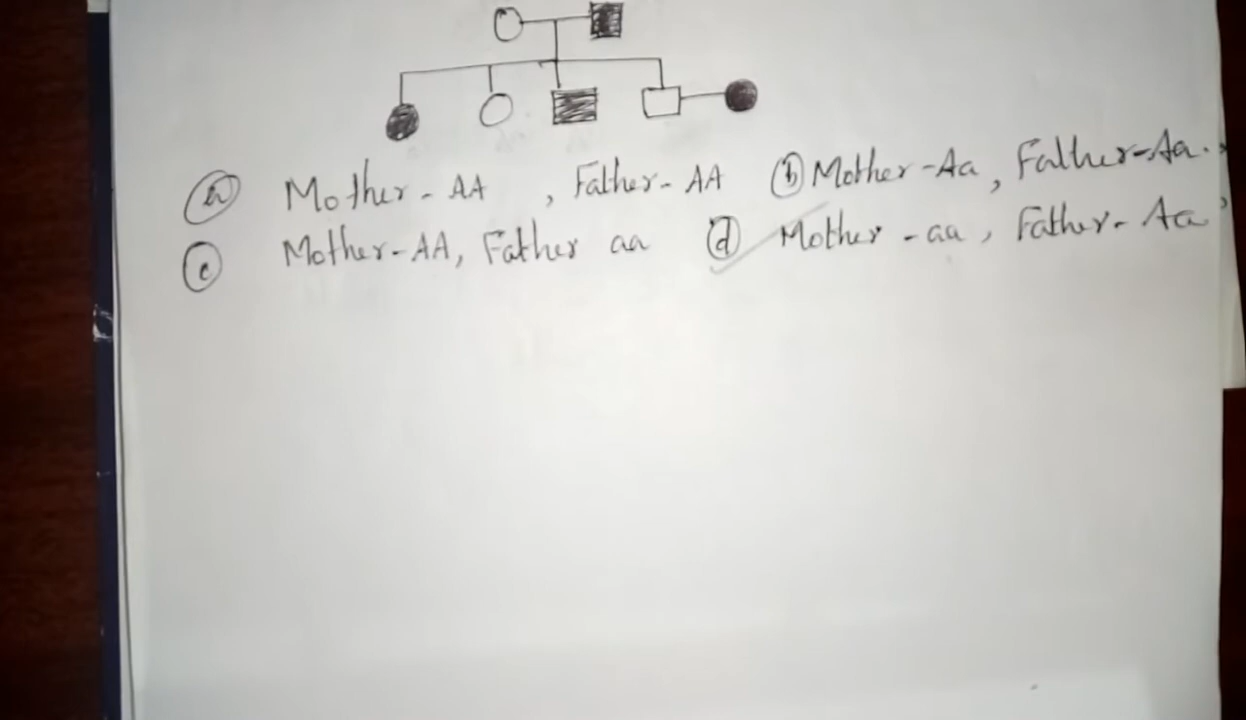 (a) Mother - AA , Father - AA (b) Mother - Aa , Father - Aa.
(c) Mother - AA, Father aa (d) Mother - aa , Father - Aa